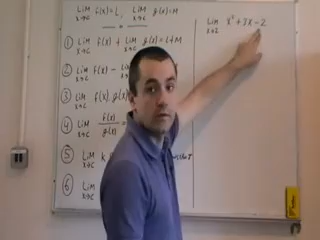 Lim f(x)=L, Lim g(x)=M
x→c x→c
① Lim f(x) + Lim g(x) = L+M
x→c x→c
② Lim f(x) - Lim
x→c
③ Lim f(x).g(x) =
x→c
④ Lim f(x)/g(x) =
x→c
⑤ Lim k
x→c
⑥ Lim
x→c
Lim x² + 3x - 2
x→2